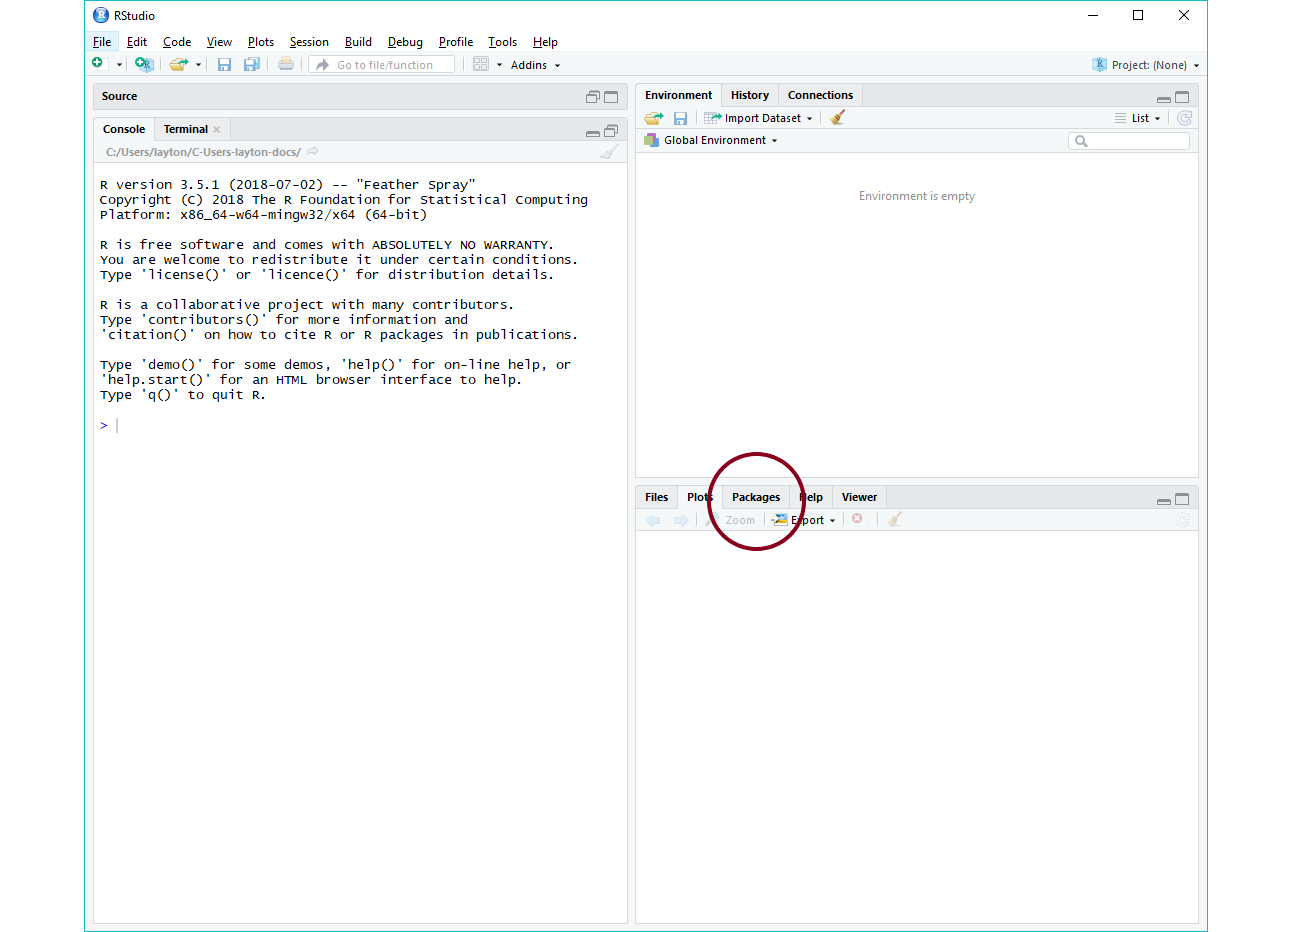 RStudio
File Edit Code View Plots Session Build Debug Profile Tools Help
Go to file/function Addins Project: (None)
Source
Console Terminal
C:/Users/layton/C-Users-layton-docs/
R version 3.5.1 (2018-07-02) -- "Feather Spray"
Copyright (C) 2018 The R Foundation for Statistical Computing
Platform: x86_64-w64-mingw32/x64 (64-bit)
R is free software and comes with ABSOLUTELY NO WARRANTY.
You are welcome to redistribute it under certain conditions.
Type 'license()' or 'licence()' for distribution details.
R is a collaborative project with many contributors.
Type 'contributors()' for more information and
'citation()' on how to cite R or R packages in publications.
Type 'demo()' for some demos, 'help()' for on-line help, or
'help.start()' for an HTML browser interface to help.
Type 'q()' to quit R.
>
Environment History Connections
Import Dataset List
Global Environment
Environment is empty
Files Plots Packages Help Viewer
Zoom Export